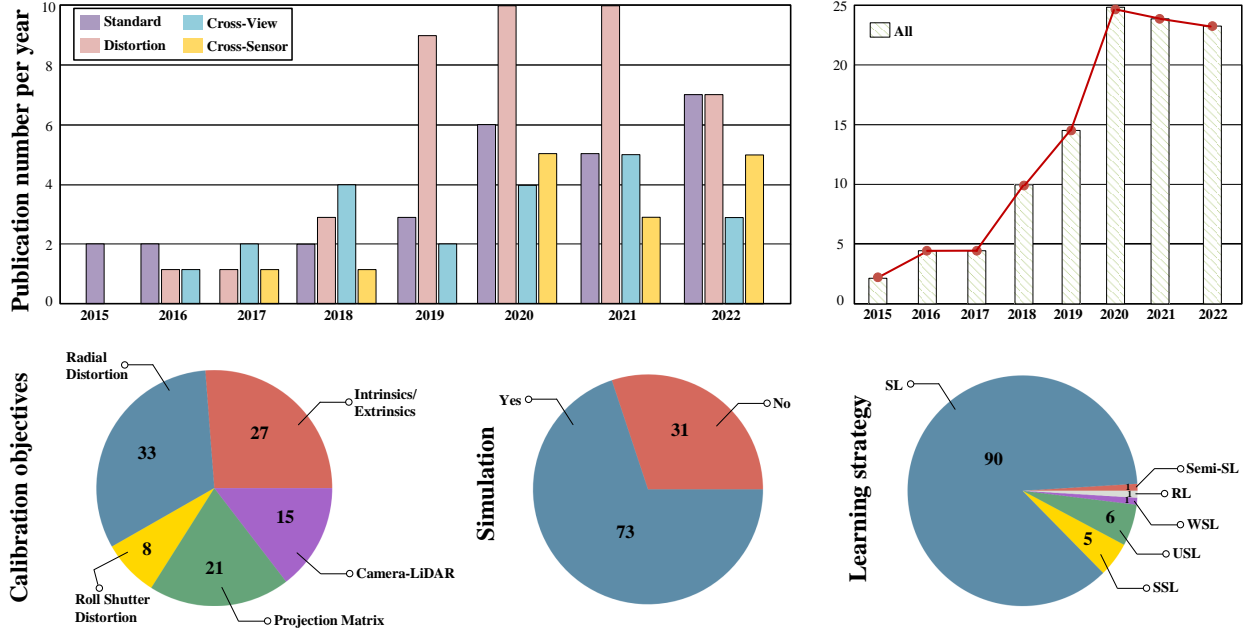 Publication number per year
10
8
6
4
2
0
Standard
Distortion
Cross-View
Cross-Sensor
2015
2016
2017
2018
2019
2020
2021
2022
25
20
15
10
5
0
All
2015
2016
2017
2018
2019
2020
2021
2022
Calibration objectives
Radial
Distortion
Intrinsics/
Extrinsics
33
27
15
8
21
Camera-LiDAR
Roll Shutter
Distortion
Projection Matrix
Simulation
Yes
No
31
73
Learning strategy
SL
90
Semi-SL
1
RL
1
WSL
1
6
USL
5
SSL